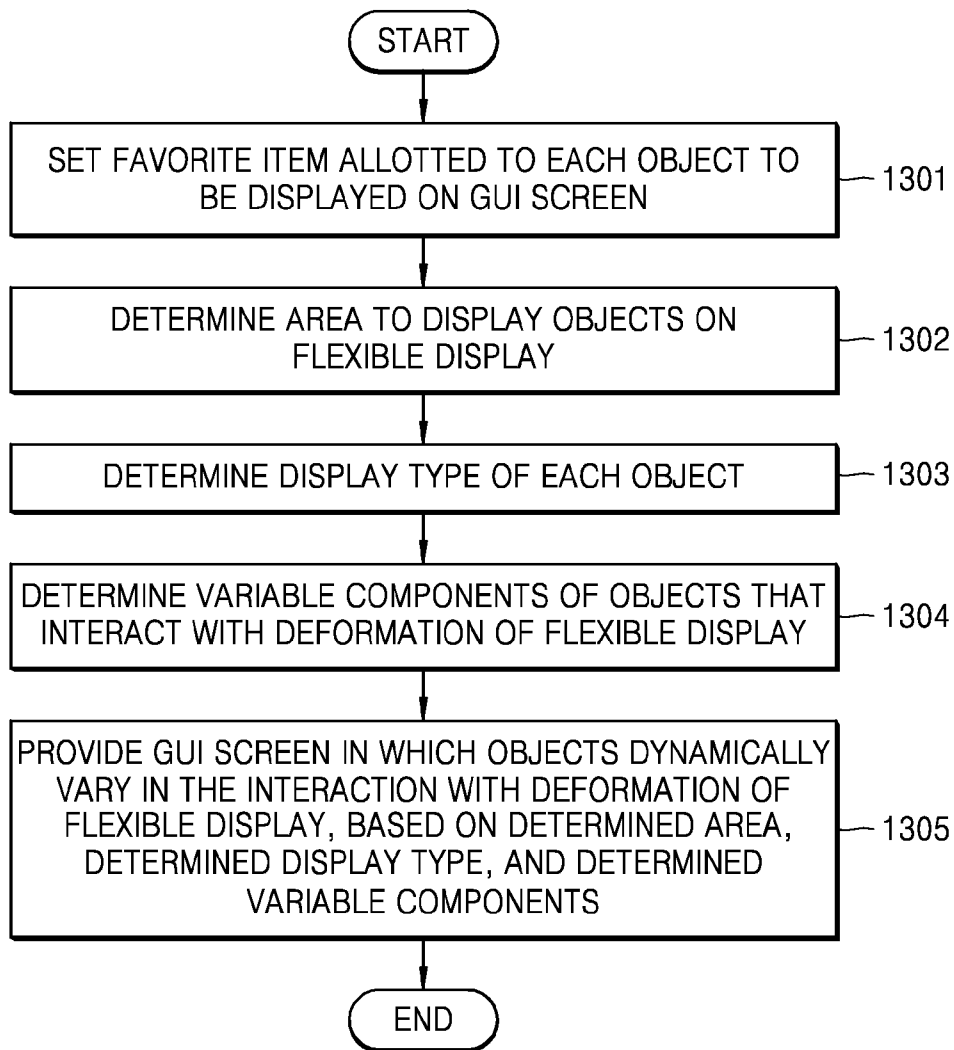 START
SET FAVORITE ITEM ALLOTTED TO EACH OBJECT TO
BE DISPLAYED ON GUI SCREEN
1301
DETERMINE AREA TO DISPLAY OBJECTS ON
FLEXIBLE DISPLAY
1302
DETERMINE DISPLAY TYPE OF EACH OBJECT
1303
DETERMINE VARIABLE COMPONENTS OF OBJECTS THAT
INTERACT WITH DEFORMATION OF FLEXIBLE DISPLAY
1304
PROVIDE GUI SCREEN IN WHICH OBJECTS DYNAMICALLY
VARY IN THE INTERACTION WITH DEFORMATION OF
FLEXIBLE DISPLAY, BASED ON DETERMINED AREA,
DETERMINED DISPLAY TYPE, AND DETERMINED
VARIABLE COMPONENTS
1305
END